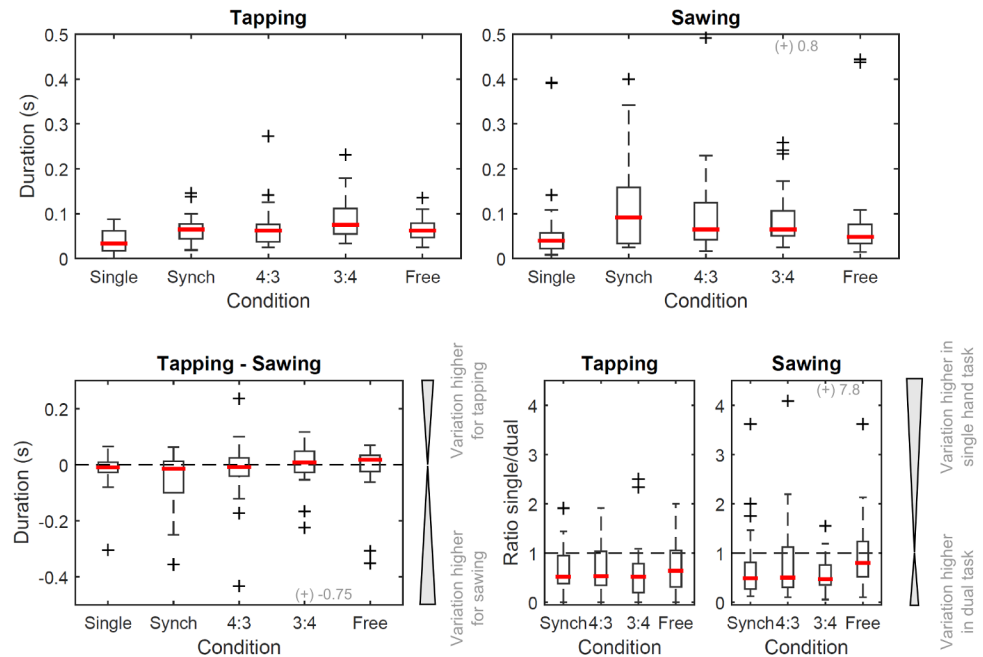 Tapping
Sawing
Duration (s)
0.5
0.4
0.3
0.2
0.1
0
Single Synch 4:3 3:4 Free
Condition
0.5
0.4
0.3
0.2
0.1
0
(+) 0.8
Single Synch 4:3 3:4 Free
Condition
Tapping - Sawing
Duration (s)
0.2
0
-0.2
-0.4
(+) -0.75
Single Synch 4:3 3:4 Free
Condition
Variation higher
for tapping
Variation higher
for sawing
Tapping
Sawing
Ratio single/dual
4
3
2
1
0
Synch 4:3 3:4 Free
Condition
4
3
2
1
0
(+) 7.8
Synch 4:3 3:4 Free
Condition
Variation higher in
single hand task
Variation higher
in dual task